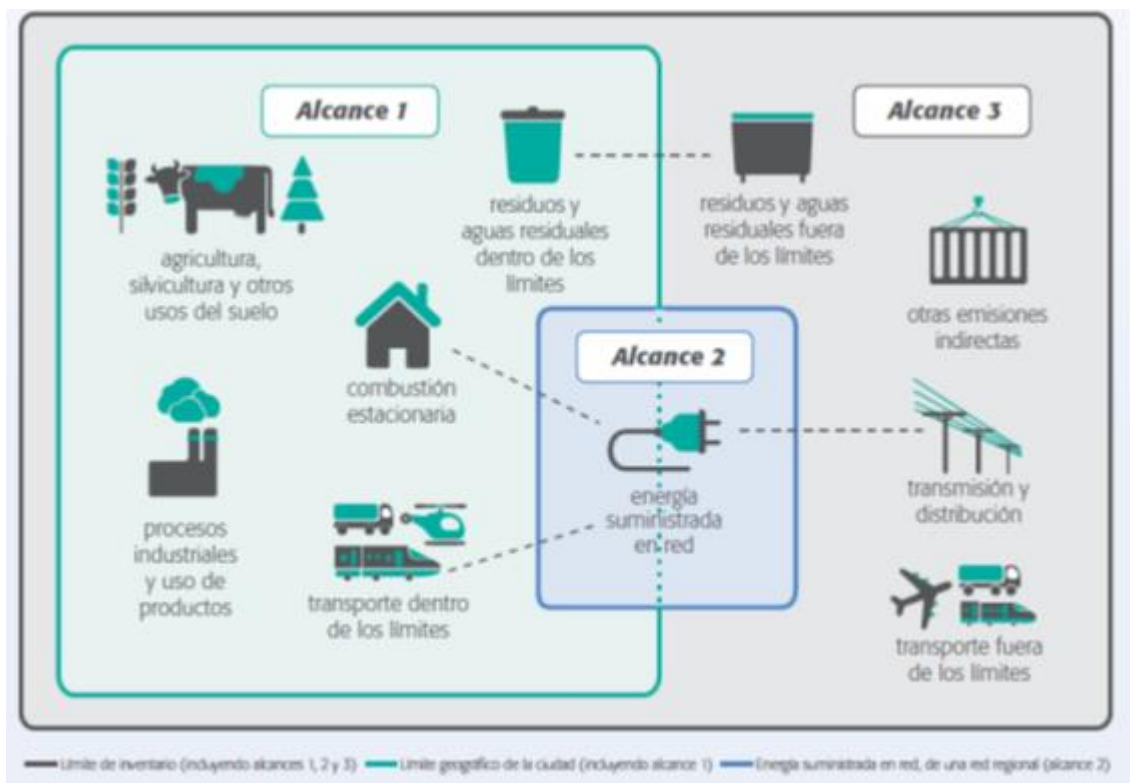 Alcance 1
Alcance 3
residuos y
aguas residuales
dentro de los
límites
residuos y aguas
residuales fuera
de los límites
agricultura,
silvicultura y otros
usos del suelo
otras emisiones
indirectas
Alcance 2
combustión
estacionaria
energía
suministrada
en red
transmisión y
distribución
procesos
industriales
y uso de
productos
transporte dentro
de los límites
transporte fuera
de los límites
Límite de inventario (incluyendo alcances 1, 2 y 3) Límite geográfico de la ciudad (incluyendo alcance 1) Energía suministrada en red, de una red regional (alcance 2)